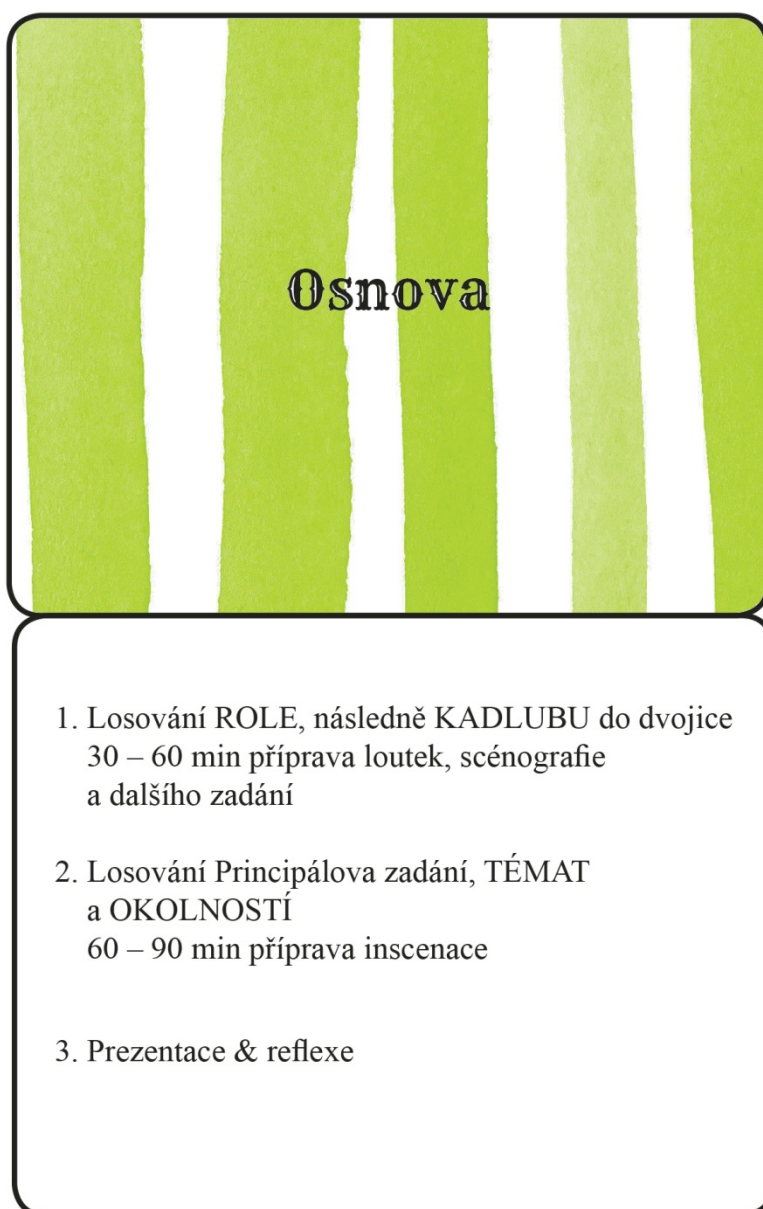 Osnova
1. Losování ROLE, následně KADLUBU do dvojice
30 – 60 min příprava loutek, scénografie
a dalšího zadání
2. Losování Principálova zadání, TÉMAT
a OKOLNOSTÍ
60 – 90 min příprava inscenace
3. Prezentace & reflexe